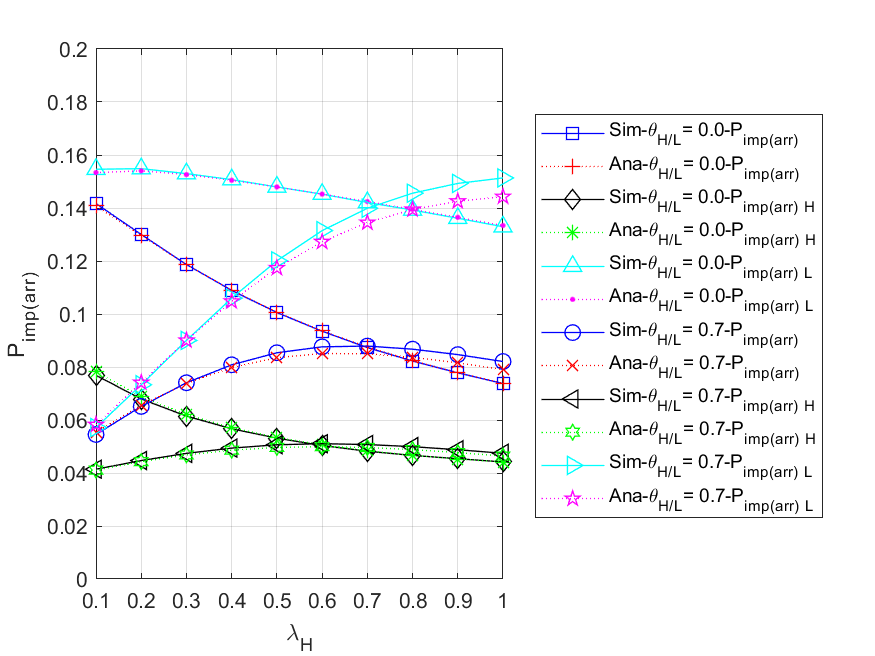 0.2
0.18
0.16
0.14
0.12
0.1
0.08
0.06
0.04
0.02
0
P_imp(arr)
0.1 0.2 0.3 0.4 0.5 0.6 0.7 0.8 0.9 1
λ_H
Sim-θ_H/L = 0.0-P_imp(arr)
Ana-θ_H/L = 0.0-P_imp(arr)
Sim-θ_H/L = 0.0-P_imp(arr) H
Ana-θ_H/L = 0.0-P_imp(arr) H
Sim-θ_H/L = 0.0-P_imp(arr) L
Ana-θ_H/L = 0.0-P_imp(arr) L
Sim-θ_H/L = 0.7-P_imp(arr)
Ana-θ_H/L = 0.7-P_imp(arr)
Sim-θ_H/L = 0.7-P_imp(arr) H
Ana-θ_H/L = 0.7-P_imp(arr) H
Sim-θ_H/L = 0.7-P_imp(arr) L
Ana-θ_H/L = 0.7-P_imp(arr) L